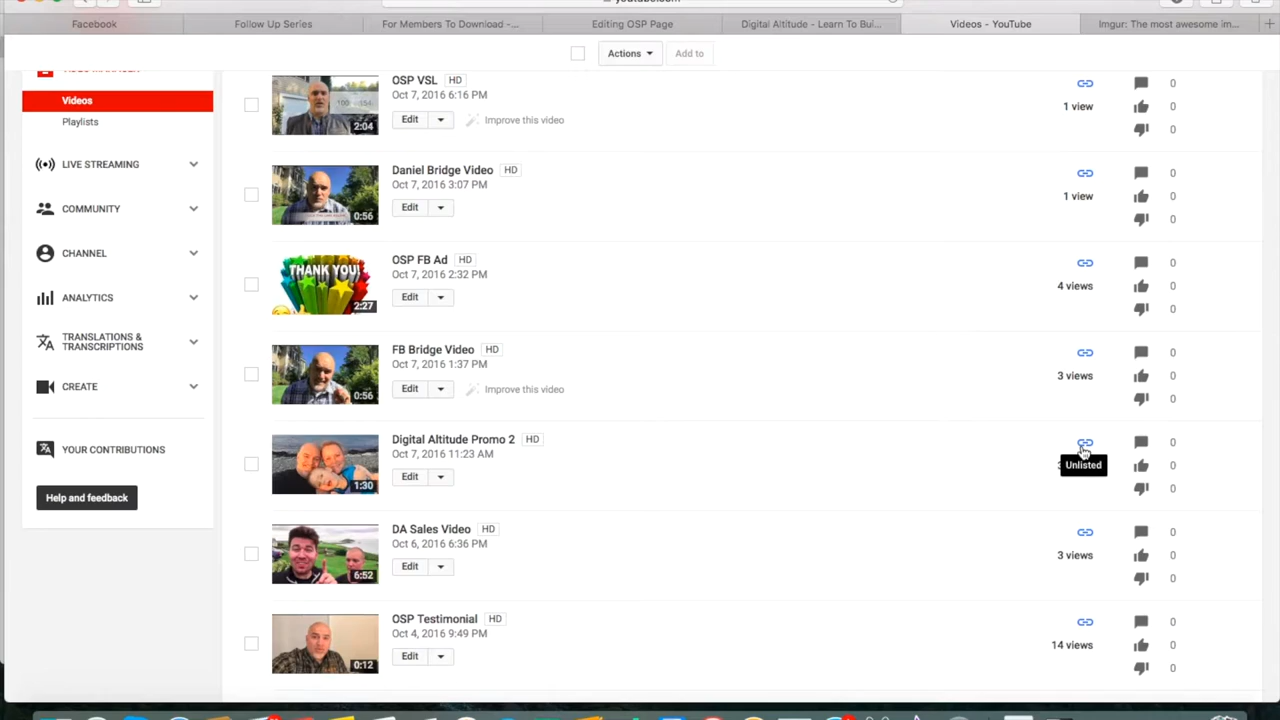 youtube.com
Facebook
Follow Up Series
For Members To Download -...
Editing OSP Page
Digital Altitude - Learn To Bui...
Videos - YouTube
Imgur: The most awesome im...
Actions
Add to
VIDEO MANAGER
Videos
Playlists
LIVE STREAMING
COMMUNITY
CHANNEL
ANALYTICS
TRANSLATIONS &
TRANSCRIPTIONS
CREATE
YOUR CONTRIBUTIONS
Help and feedback
OSP VSL HD
Oct 7, 2016 6:16 PM
Edit
Improve this video
2:04
1 view
0
0
0
Daniel Bridge Video HD
Oct 7, 2016 3:07 PM
Edit
0:56
1 view
0
0
0
OSP FB Ad HD
Oct 7, 2016 2:32 PM
Edit
THANK YOU!
2:27
4 views
0
0
0
FB Bridge Video HD
Oct 7, 2016 1:37 PM
Edit
Improve this video
0:56
3 views
0
0
0
Digital Altitude Promo 2 HD
Oct 7, 2016 11:23 AM
Edit
1:30
Unlisted
0
0
0
DA Sales Video HD
Oct 6, 2016 6:36 PM
Edit
6:52
3 views
0
0
0
OSP Testimonial HD
Oct 4, 2016 9:49 PM
Edit
0:12
14 views
0
0
0